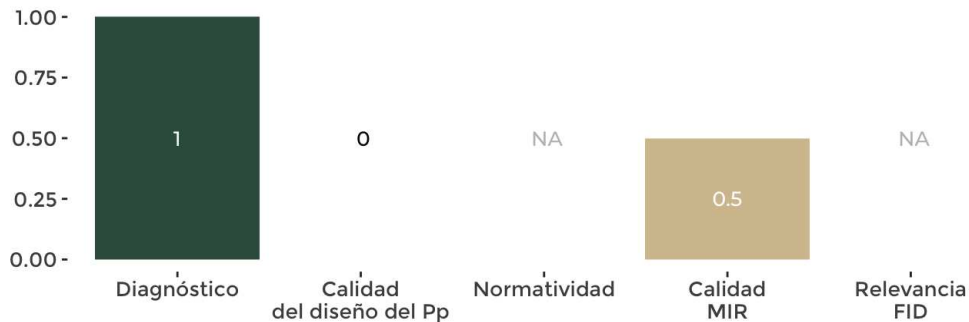 1.00
0.75
0.50
0.25
0.00
1
0
NA
0.5
NA
Diagnóstico
Calidad
del diseño del Pp
Normatividad
Calidad
MIR
Relevancia
FID